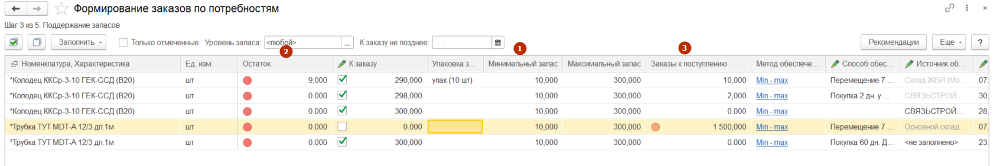 Формирование заказов по потребностям
Шаг 3 из 5. Поддержание запасов
Заполнить Только отмеченные Уровень запаса: <любой> ... К заказу не позднее: . . Рекомендации Еще ?
2 1 3
Номенклатура, Характеристика Ед. изм. Остаток К заказу Упаковка з... Минимальный запас Максимальный запас Заказы к поступлению Метод обеспече... Способ обес... Источник об...
*Колодец ККСр-3-10 ГЕК-ССД (В20) шт 9,000 290,000 упак (10 шт) 10,000 300,000 10,000 Min - max Перемещение 7 ... Склад ЖБИ (Мо... 07.
*Колодец ККСр-3-10 ГЕК-ССД (В20) шт 0.000 298,000 10,000 300,000 2,000 Min - max Покупка 2 дн. у ... СВЯЗЬСТРОЙ... 30.
*Колодец ККСр-3-10 ГЕК-ССД (В20) шт 0.000 300,000 10,000 300,000 0.000 Min - max СВЯЗЬСТРОЙ... 28.
*Трубка ТУТ MDT-A 12/3 дл.1м шт 0.000 0.000 10,000 300,000 1 500,000 Min - max Перемещение 7 ... Основной склад ... 07.
*Трубка ТУТ MDT-A 12/3 дл.1м шт 0.000 300,000 10,000 300,000 0.000 Min - max Покупка 60 дн. Д... <не заполнено> 23.